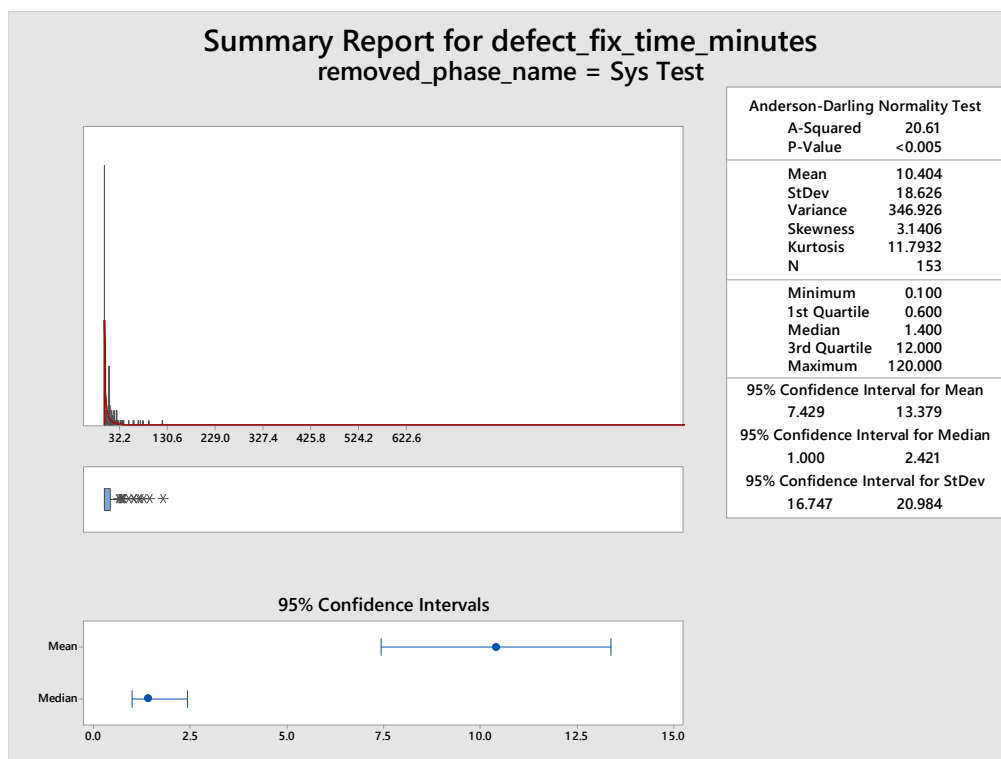 Summary Report for defect_fix_time_minutes
removed_phase_name = Sys Test
Anderson-Darling Normality Test
A-Squared 20.61
P-Value <0.005
Mean 10.404
StDev 18.626
Variance 346.926
Skewness 3.1406
Kurtosis 11.7932
N 153
Minimum 0.100
1st Quartile 0.600
Median 1.400
3rd Quartile 12.000
Maximum 120.000
95% Confidence Interval for Mean
7.429 13.379
95% Confidence Interval for Median
1.000 2.421
95% Confidence Interval for StDev
16.747 20.984
32.2 130.6 229.0 327.4 425.8 524.2 622.6
95% Confidence Intervals
Mean
Median
0.0 2.5 5.0 7.5 10.0 12.5 15.0